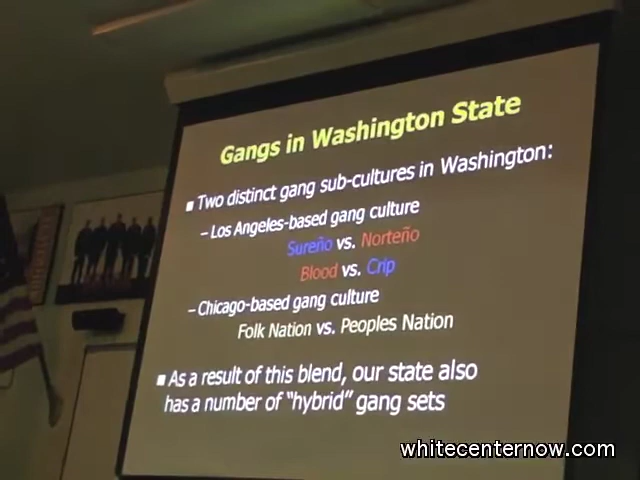 Gangs in Washington State
■ Two distinct gang sub-cultures in Washington:
– Los Angeles-based gang culture
Sureño vs. Norteño
Blood vs. Crip
– Chicago-based gang culture
Folk Nation vs. Peoples Nation
■ As a result of this blend, our state also
has a number of “hybrid” gang sets
whitecenternow.com